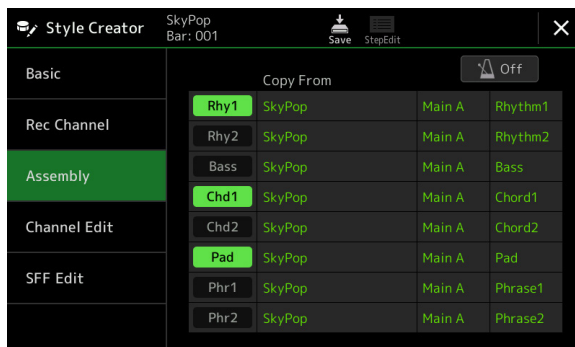 Style Creator
SkyPop
Bar: 001
Save
StepEdit
Basic
Rec Channel
Assembly
Channel Edit
SFF Edit
Copy From
Off
Rhy1 SkyPop Main A Rhythm1
Rhy2 SkyPop Main A Rhythm2
Bass SkyPop Main A Bass
Chd1 SkyPop Main A Chord1
Chd2 SkyPop Main A Chord2
Pad SkyPop Main A Pad
Phr1 SkyPop Main A Phrase1
Phr2 SkyPop Main A Phrase2